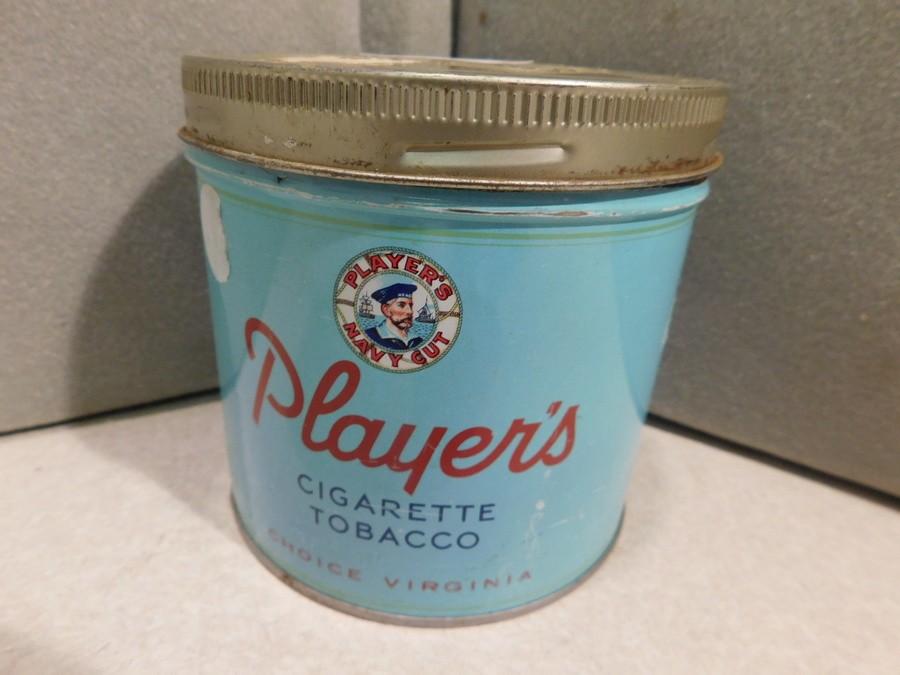 PLAYER'S
NAVY CUT
Player's
CIGARETTE
TOBACCO
CHOICE VIRGINIA